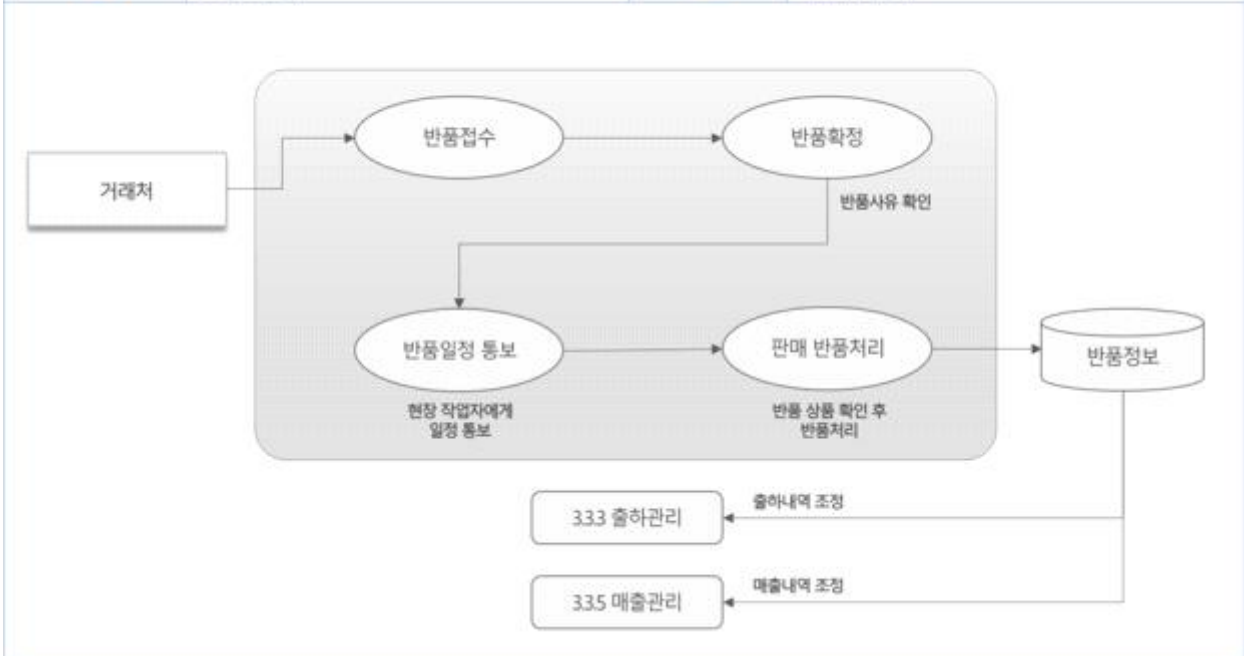 반품접수
반품확정
거래처
반품사유 확인
반품일정 통보
판매 반품처리
반품정보
현장 작업자에게
일정 통보
반품 상품 확인 후
반품처리
3.3.3 출하관리
출하내역 조정
3.3.5 매출관리
매출내역 조정